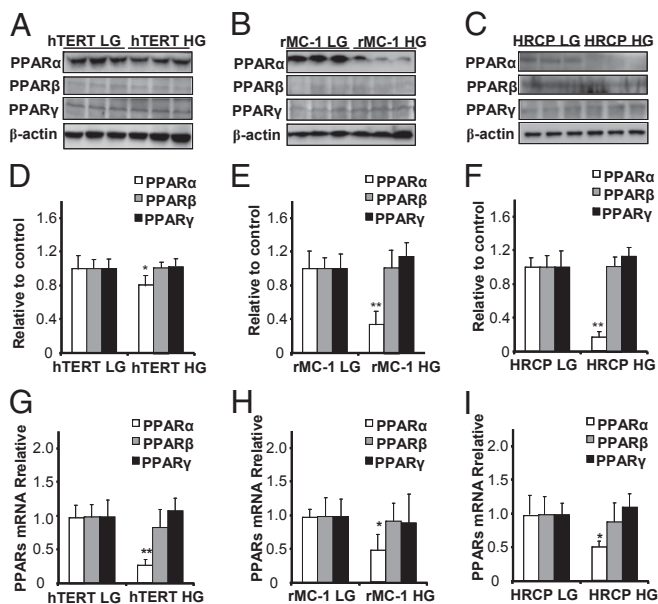 A
hTERT LG hTERT HG
PPARα
PPARβ
PPARγ
β-actin
B
rMC-1 LG rMC-1 HG
PPARα
PPARβ
PPARγ
β-actin
C
HRCP LG HRCP HG
PPARα
PPARβ
PPARγ
β-actin
D
PPARα
PPARβ
PPARγ
Relative to control
1.6
1.2
0.8
0.4
0
*
hTERT LG hTERT HG
E
PPARα
PPARβ
PPARγ
Relative to control
1.6
1.2
0.8
0.4
0
**
rMC-1 LG rMC-1 HG
F
PPARα
PPARβ
PPARγ
Relative to control
1.6
1.2
0.8
0.4
0
**
HRCP LG HRCP HG
G
PPARα
PPARβ
PPARγ
PPARs mRNA Rrelative
2.0
1.5
1.0
0.5
0
**
hTERT LG hTERT HG
H
PPARα
PPARβ
PPARγ
PPARs mRNA Rrelative
2.0
1.5
1.0
0.5
0
*
rMC-1 LG rMC-1 HG
I
PPARα
PPARβ
PPARγ
PPARs mRNA Rrelative
2.0
1.5
1.0
0.5
0
*
HRCP LG HRCP HG